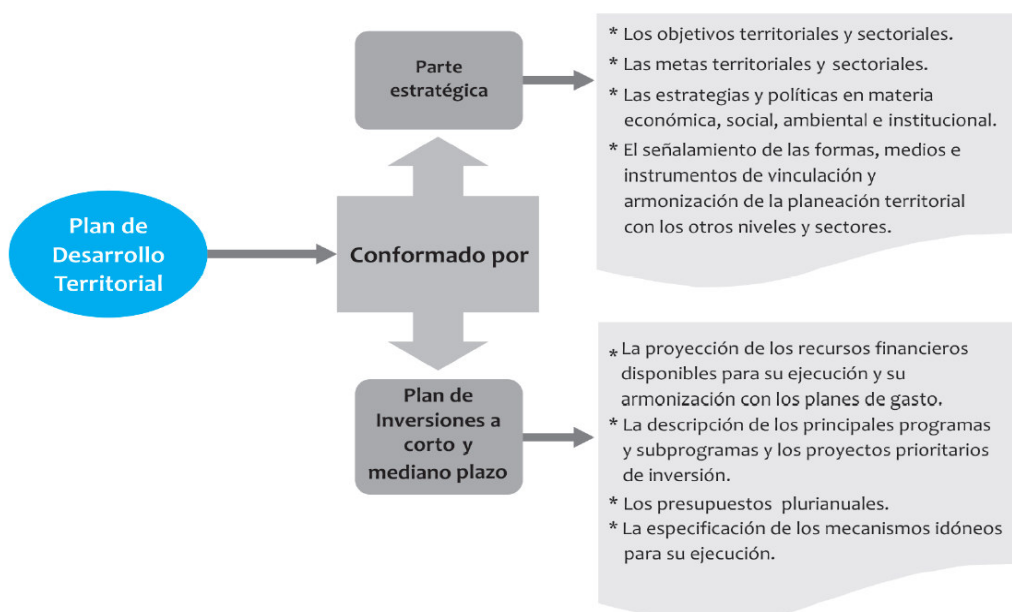 Plan de
Desarrollo
Territorial
Conformado por
Parte
estratégica
* Los objetivos territoriales y sectoriales.
* Las metas territoriales y sectoriales.
* Las estrategias y políticas en materia
económica, social, ambiental e institucional.
* El señalamiento de las formas, medios e
instrumentos de vinculación y
armonización de la planeación territorial
con los otros niveles y sectores.
Plan de
Inversiones a
corto y
mediano plazo
* La proyección de los recursos financieros
disponibles para su ejecución y su
armonización con los planes de gasto.
* La descripción de los principales programas
y subprogramas y los proyectos prioritarios
de inversión.
* Los presupuestos plurianuales.
* La especificación de los mecanismos idóneos
para su ejecución.